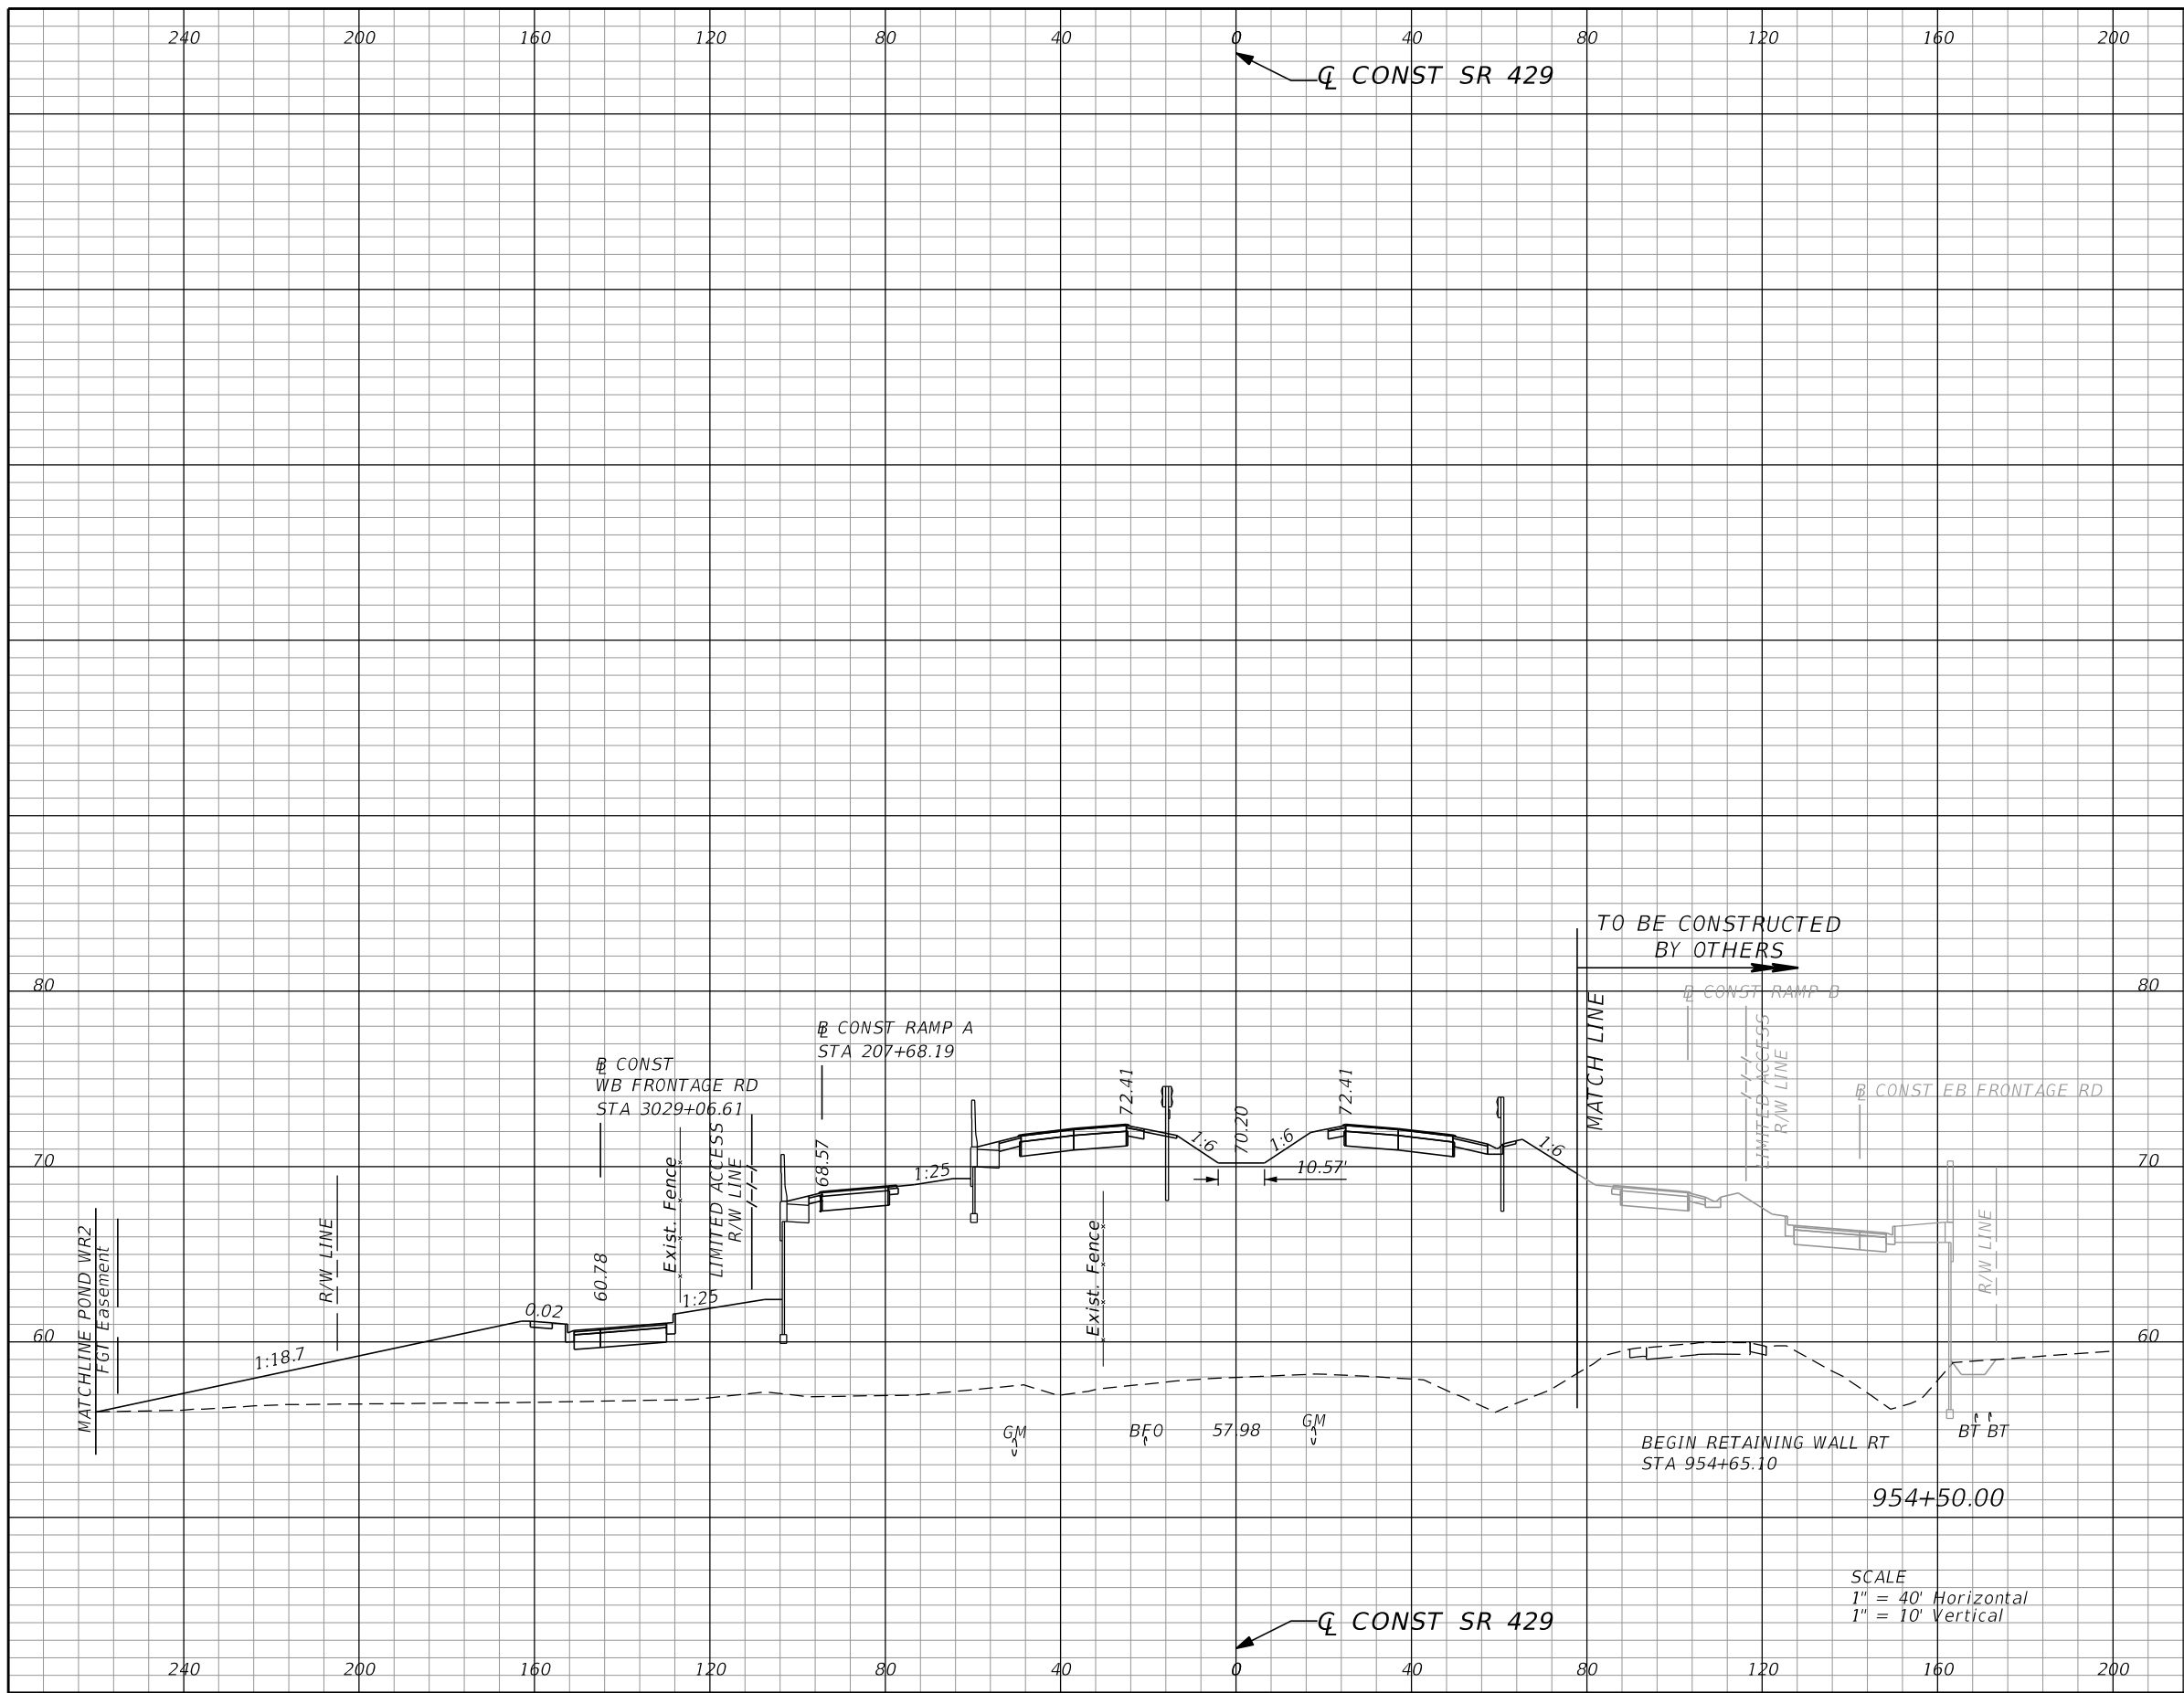 240 200 160 120 80 40 0 40 80 120 160 200
℄ CONST SR 429
TO BE CONSTRUCTED
BY OTHERS
80 80
BL CONST RAMP B
MATCH LINE
LIMITED ACCESS
R/W LINE
BL CONST RAMP A
STA 207+68.19
BL CONST
WB FRONTAGE RD
STA 3029+06.61
72.41
72.41
BL CONST EB FRONTAGE RD
70 70
68.57
1:25
1:6
70.20
1:6
10.57'
1:6
Exist. Fence
LIMITED ACCESS
R/W LINE
MATCHLINE POND WR2
FGT Easement
R/W LINE
60.78
Exist. Fence
R/W LINE
0.02
1:25
60 60
1:18.7
GM
BFO
57.98
GM
BT BT
BEGIN RETAINING WALL RT
STA 954+65.10
954+50.00
SCALE
1" = 40' Horizontal
1" = 10' Vertical
℄ CONST SR 429
240 200 160 120 80 40 0 40 80 120 160 200